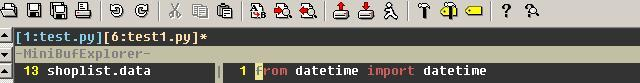 [1:test.py][6:test1.py]*
-MiniBufExplorer-
13 shoplist.data | 1 from datetime import datetime